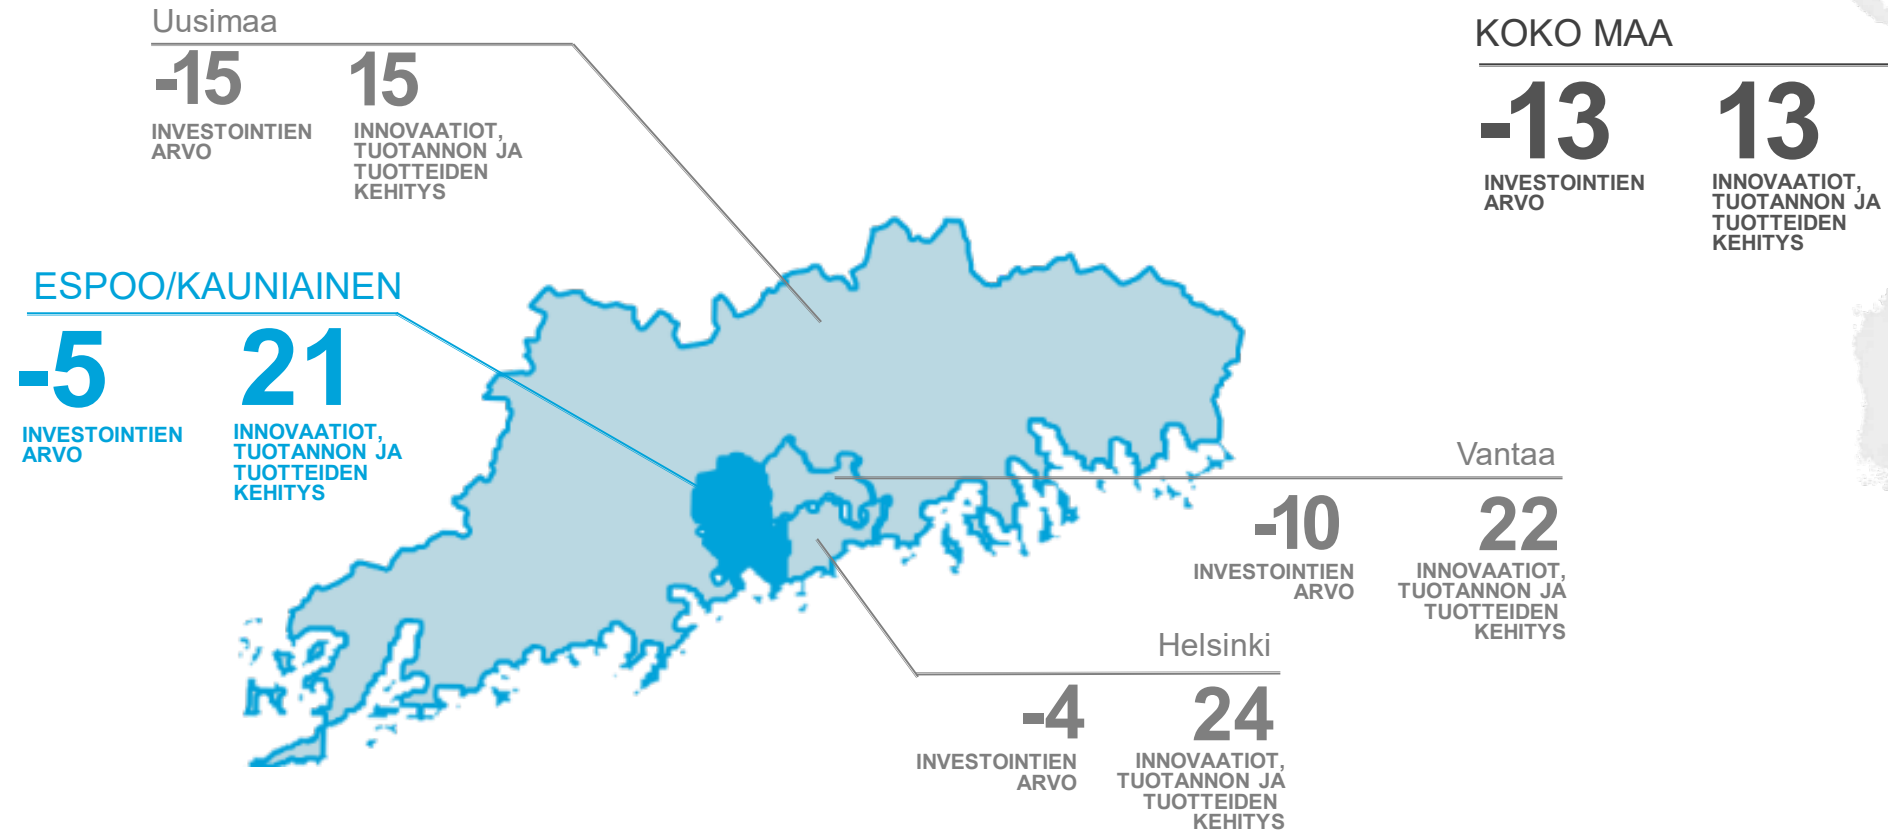 Uusimaa
-15 15
INVESTOINTIEN
ARVO
INNOVAATIOT,
TUOTANNON JA
TUOTTEIDEN
KEHITYS
KOKO MAA
-13 13
INVESTOINTIEN
ARVO
INNOVAATIOT,
TUOTANNON JA
TUOTTEIDEN
KEHITYS
ESPOO/KAUNIAINEN
-5 21
INVESTOINTIEN
ARVO
INNOVAATIOT,
TUOTANNON JA
TUOTTEIDEN
KEHITYS
Vantaa
-10 22
INVESTOINTIEN
ARVO
INNOVAATIOT,
TUOTANNON JA
TUOTTEIDEN
KEHITYS
Helsinki
-4 24
INVESTOINTIEN
ARVO
INNOVAATIOT,
TUOTANNON JA
TUOTTEIDEN
KEHITYS